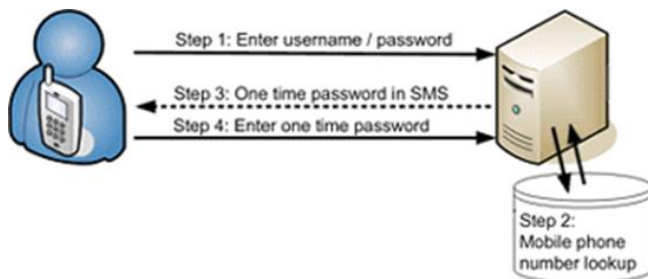 Step 1: Enter username / password
Step 3: One time password in SMS
Step 4: Enter one time password
Step 2:
Mobile phone
number lookup